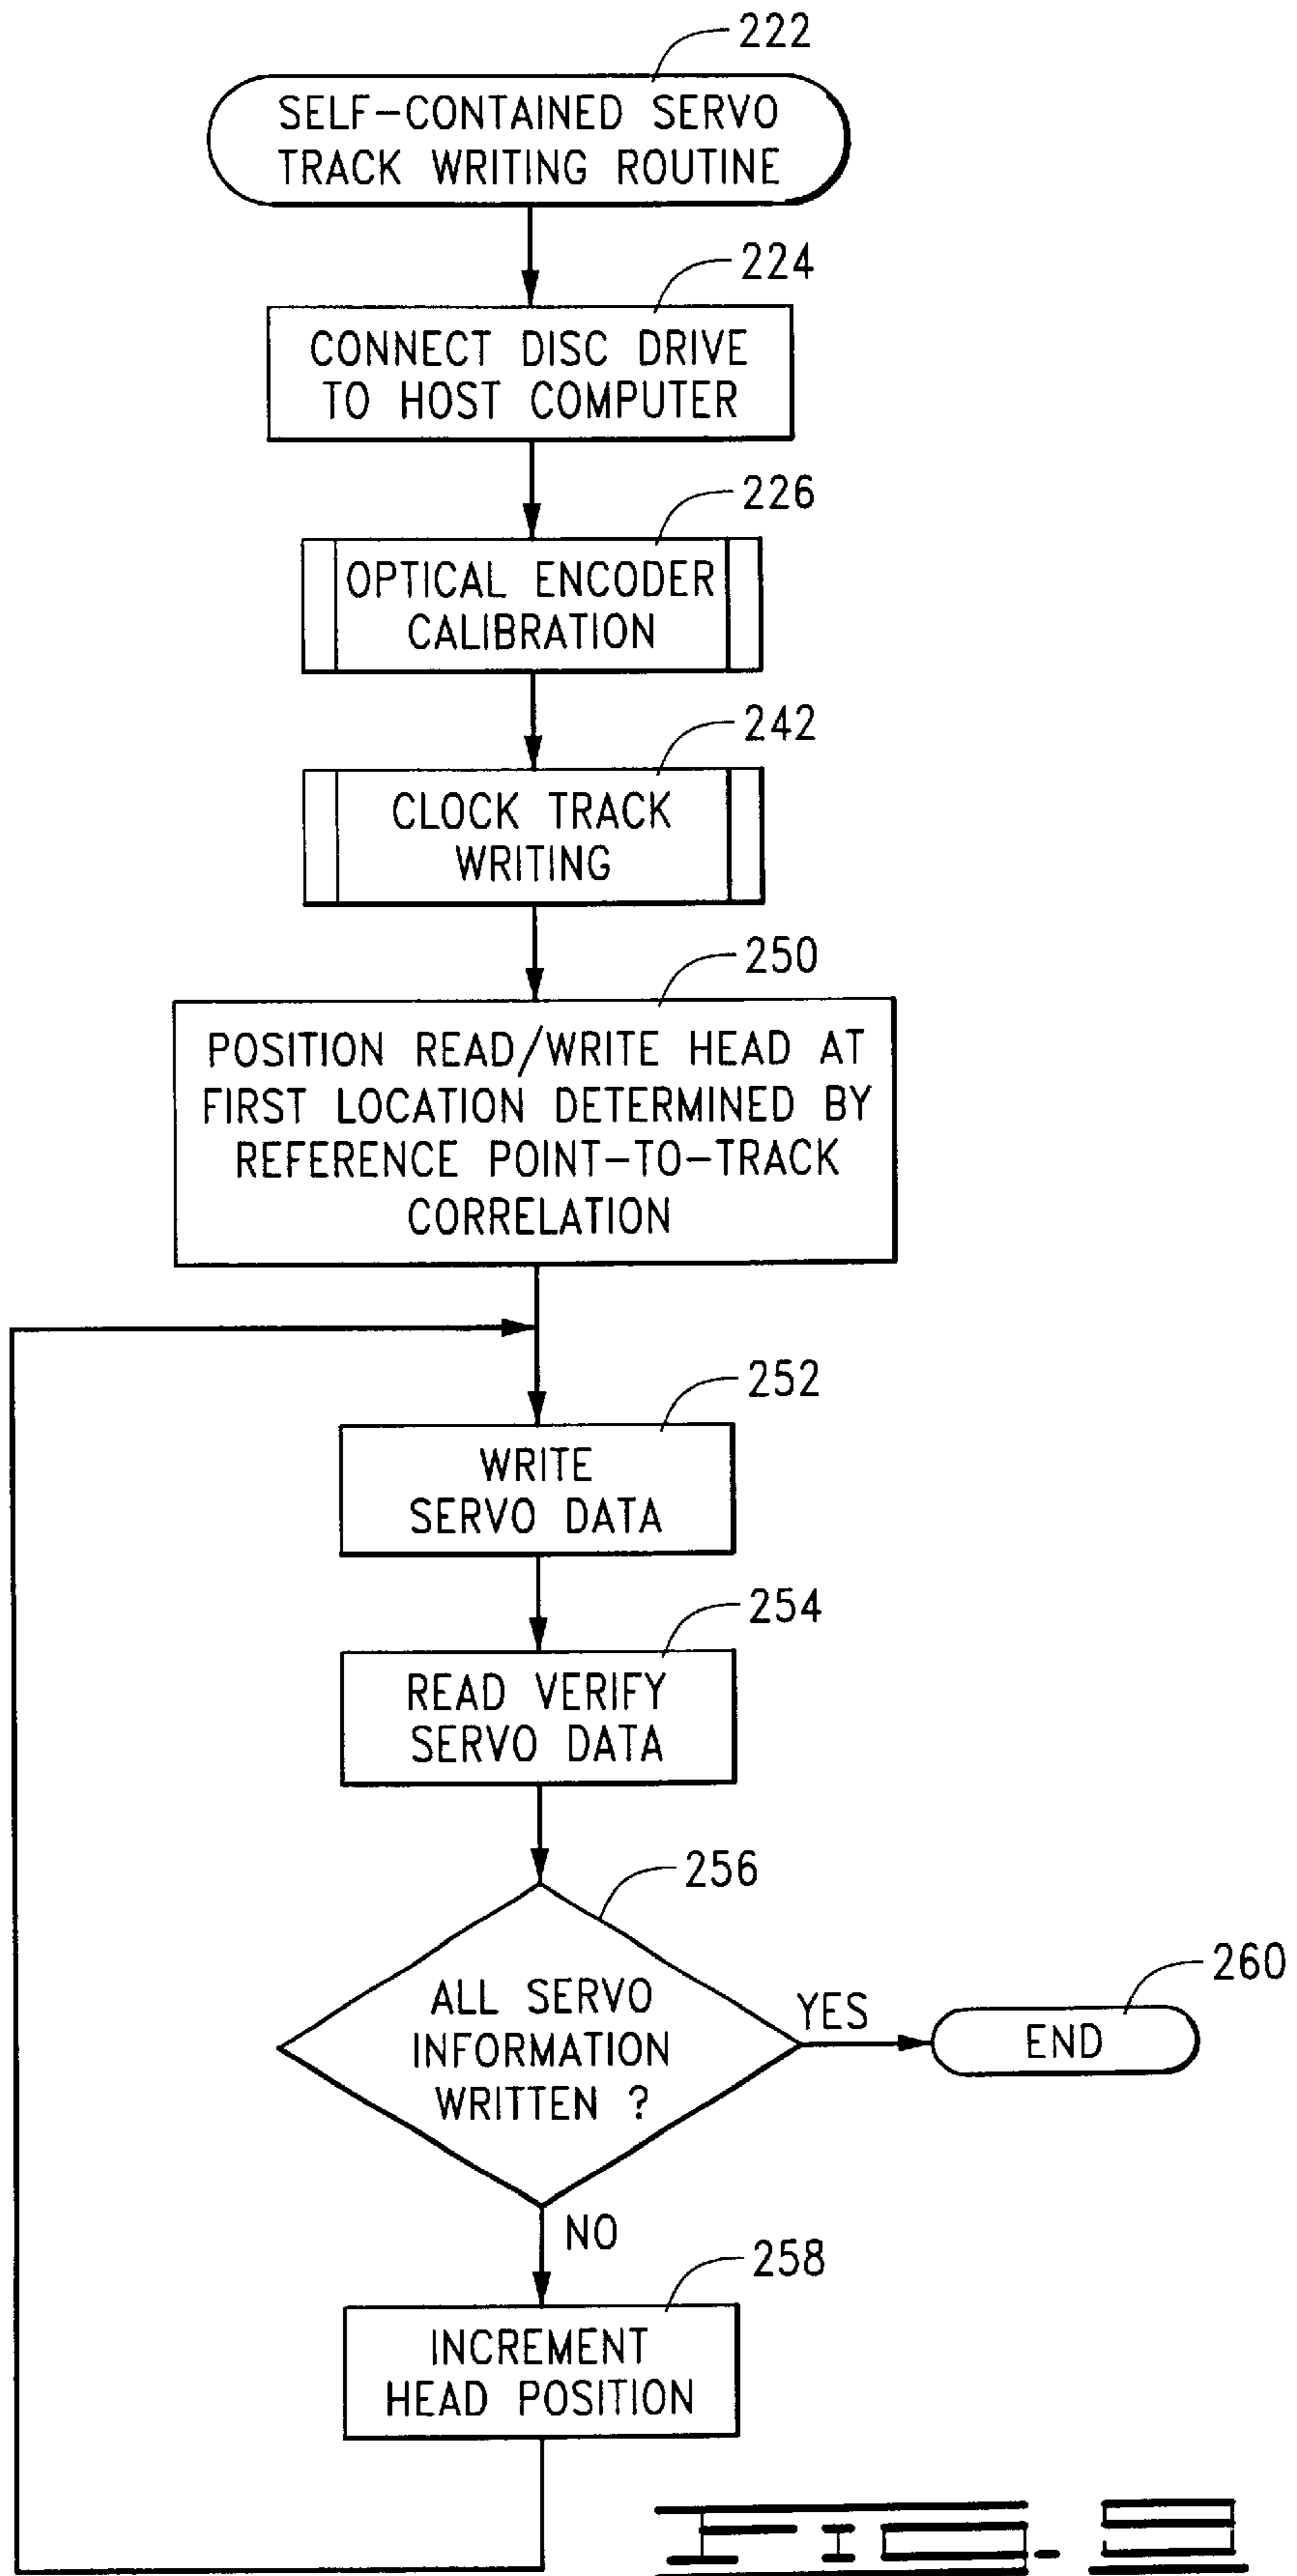 222
SELF-CONTAINED SERVO
TRACK WRITING ROUTINE
224
CONNECT DISC DRIVE
TO HOST COMPUTER
226
OPTICAL ENCODER
CALIBRATION
242
CLOCK TRACK
WRITING
250
POSITION READ/WRITE HEAD AT
FIRST LOCATION DETERMINED BY
REFERENCE POINT-TO-TRACK
CORRELATION
252
WRITE
SERVO DATA
254
READ VERIFY
SERVO DATA
256
ALL SERVO
INFORMATION
WRITTEN ?
YES
260
END
NO
258
INCREMENT
HEAD POSITION